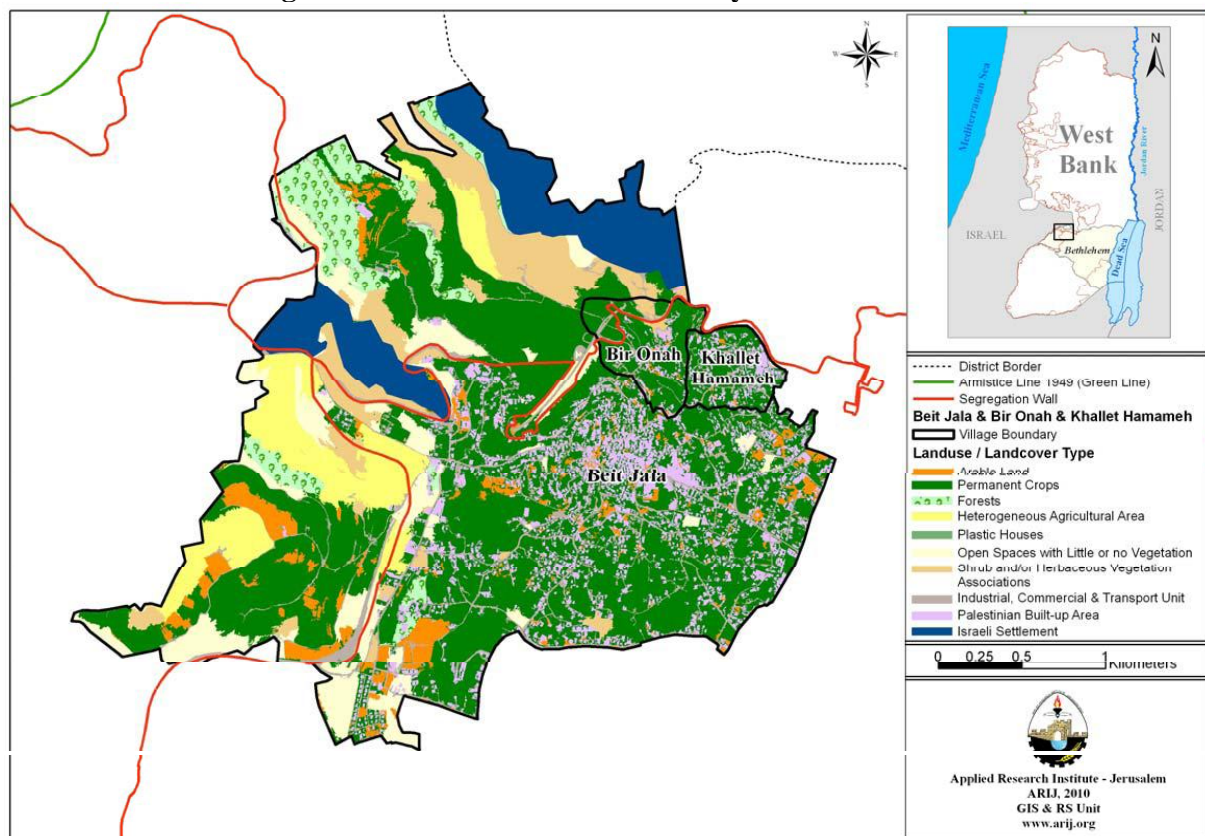 N
W
E
S
Bir Onah
Khallet
Hamameh
Beit Jala
N
Mediterranean Sea
West
Bank
Jordan River
JORDAN
ISRAEL
Bethlehem
Dead Sea
District Border
Armistice Line 1949 (Green Line)
Segregation Wall
Beit Jala & Bir Onah & Khallet Hamameh
Village Boundary
Landuse / Landcover Type
Arable Land
Permanent Crops
Forests
Heterogeneous Agricultural Area
Plastic Houses
Open Spaces with Little or no Vegetation
Shrub and/or Herbaceous Vegetation
Associations
Industrial, Commercial & Transport Unit
Palestinian Built-up Area
Israeli Settlement
0 0.25 0.5 1
Kilometers
Applied Research Institute - Jerusalem
ARIJ, 2010
GIS & RS Unit
www.arij.org